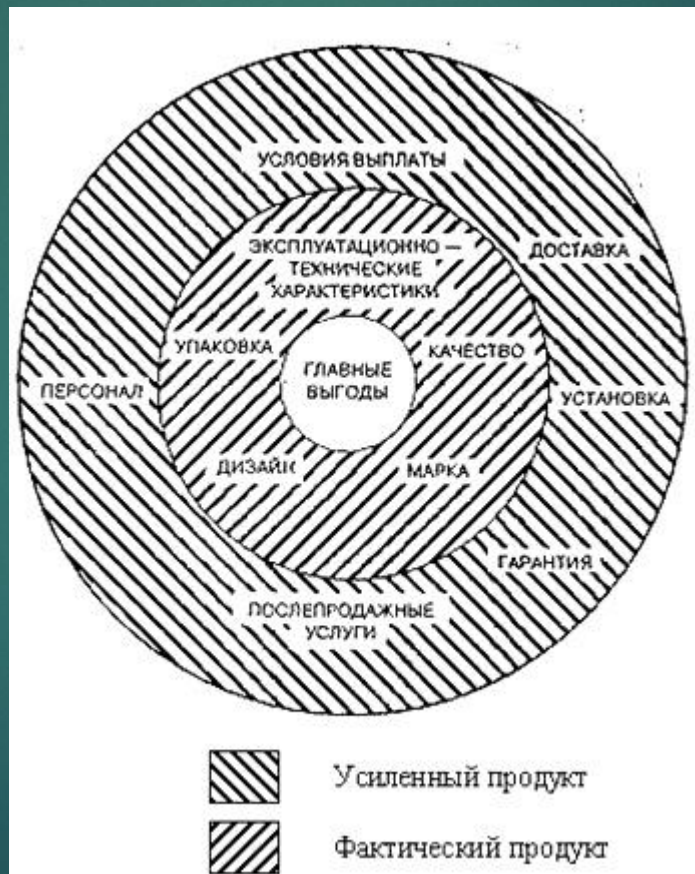 УСЛОВИЯ ВЫПЛАТЫ
ДОСТАВКА
ЭКСПЛУАТАЦИОННО —
ТЕХНИЧЕСКИЕ
ХАРАКТЕРИСТИКИ
УПАКОВКА
КАЧЕСТВО
ГЛАВНЫЕ
ВЫГОДЫ
ПЕРСОНАЛ
УСТАНОВКА
ДИЗАЙН
МАРКА
ГАРАНТИЯ
ПОСЛЕПРОДАЖНЫЕ
УСЛУГИ
Усиленный продукт
Фактический продукт